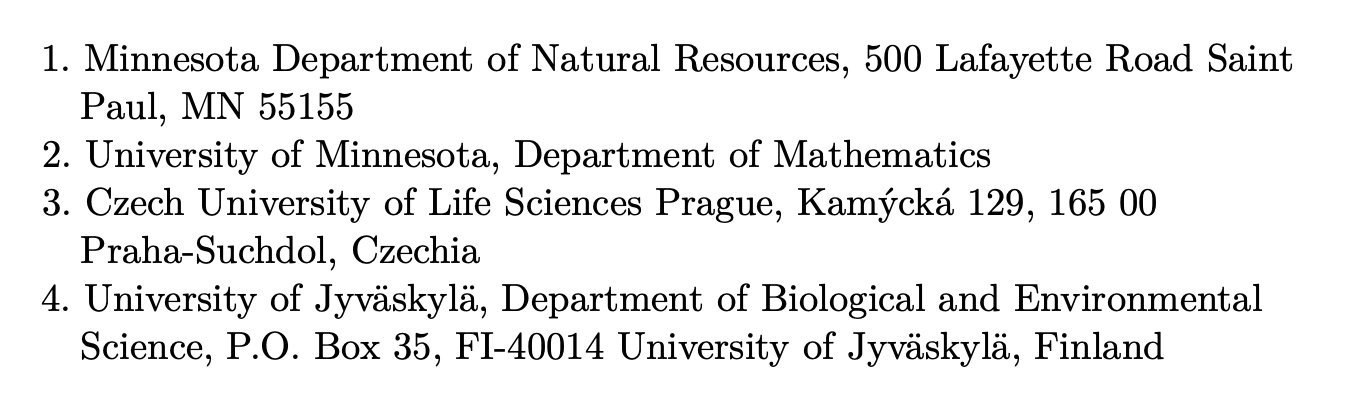 1. Minnesota Department of Natural Resources, 500 Lafayette Road Saint
Paul, MN 55155
2. University of Minnesota, Department of Mathematics
3. Czech University of Life Sciences Prague, Kamýcká 129, 165 00
Praha-Suchdol, Czechia
4. University of Jyväskylä, Department of Biological and Environmental
Science, P.O. Box 35, FI-40014 University of Jyväskylä, Finland